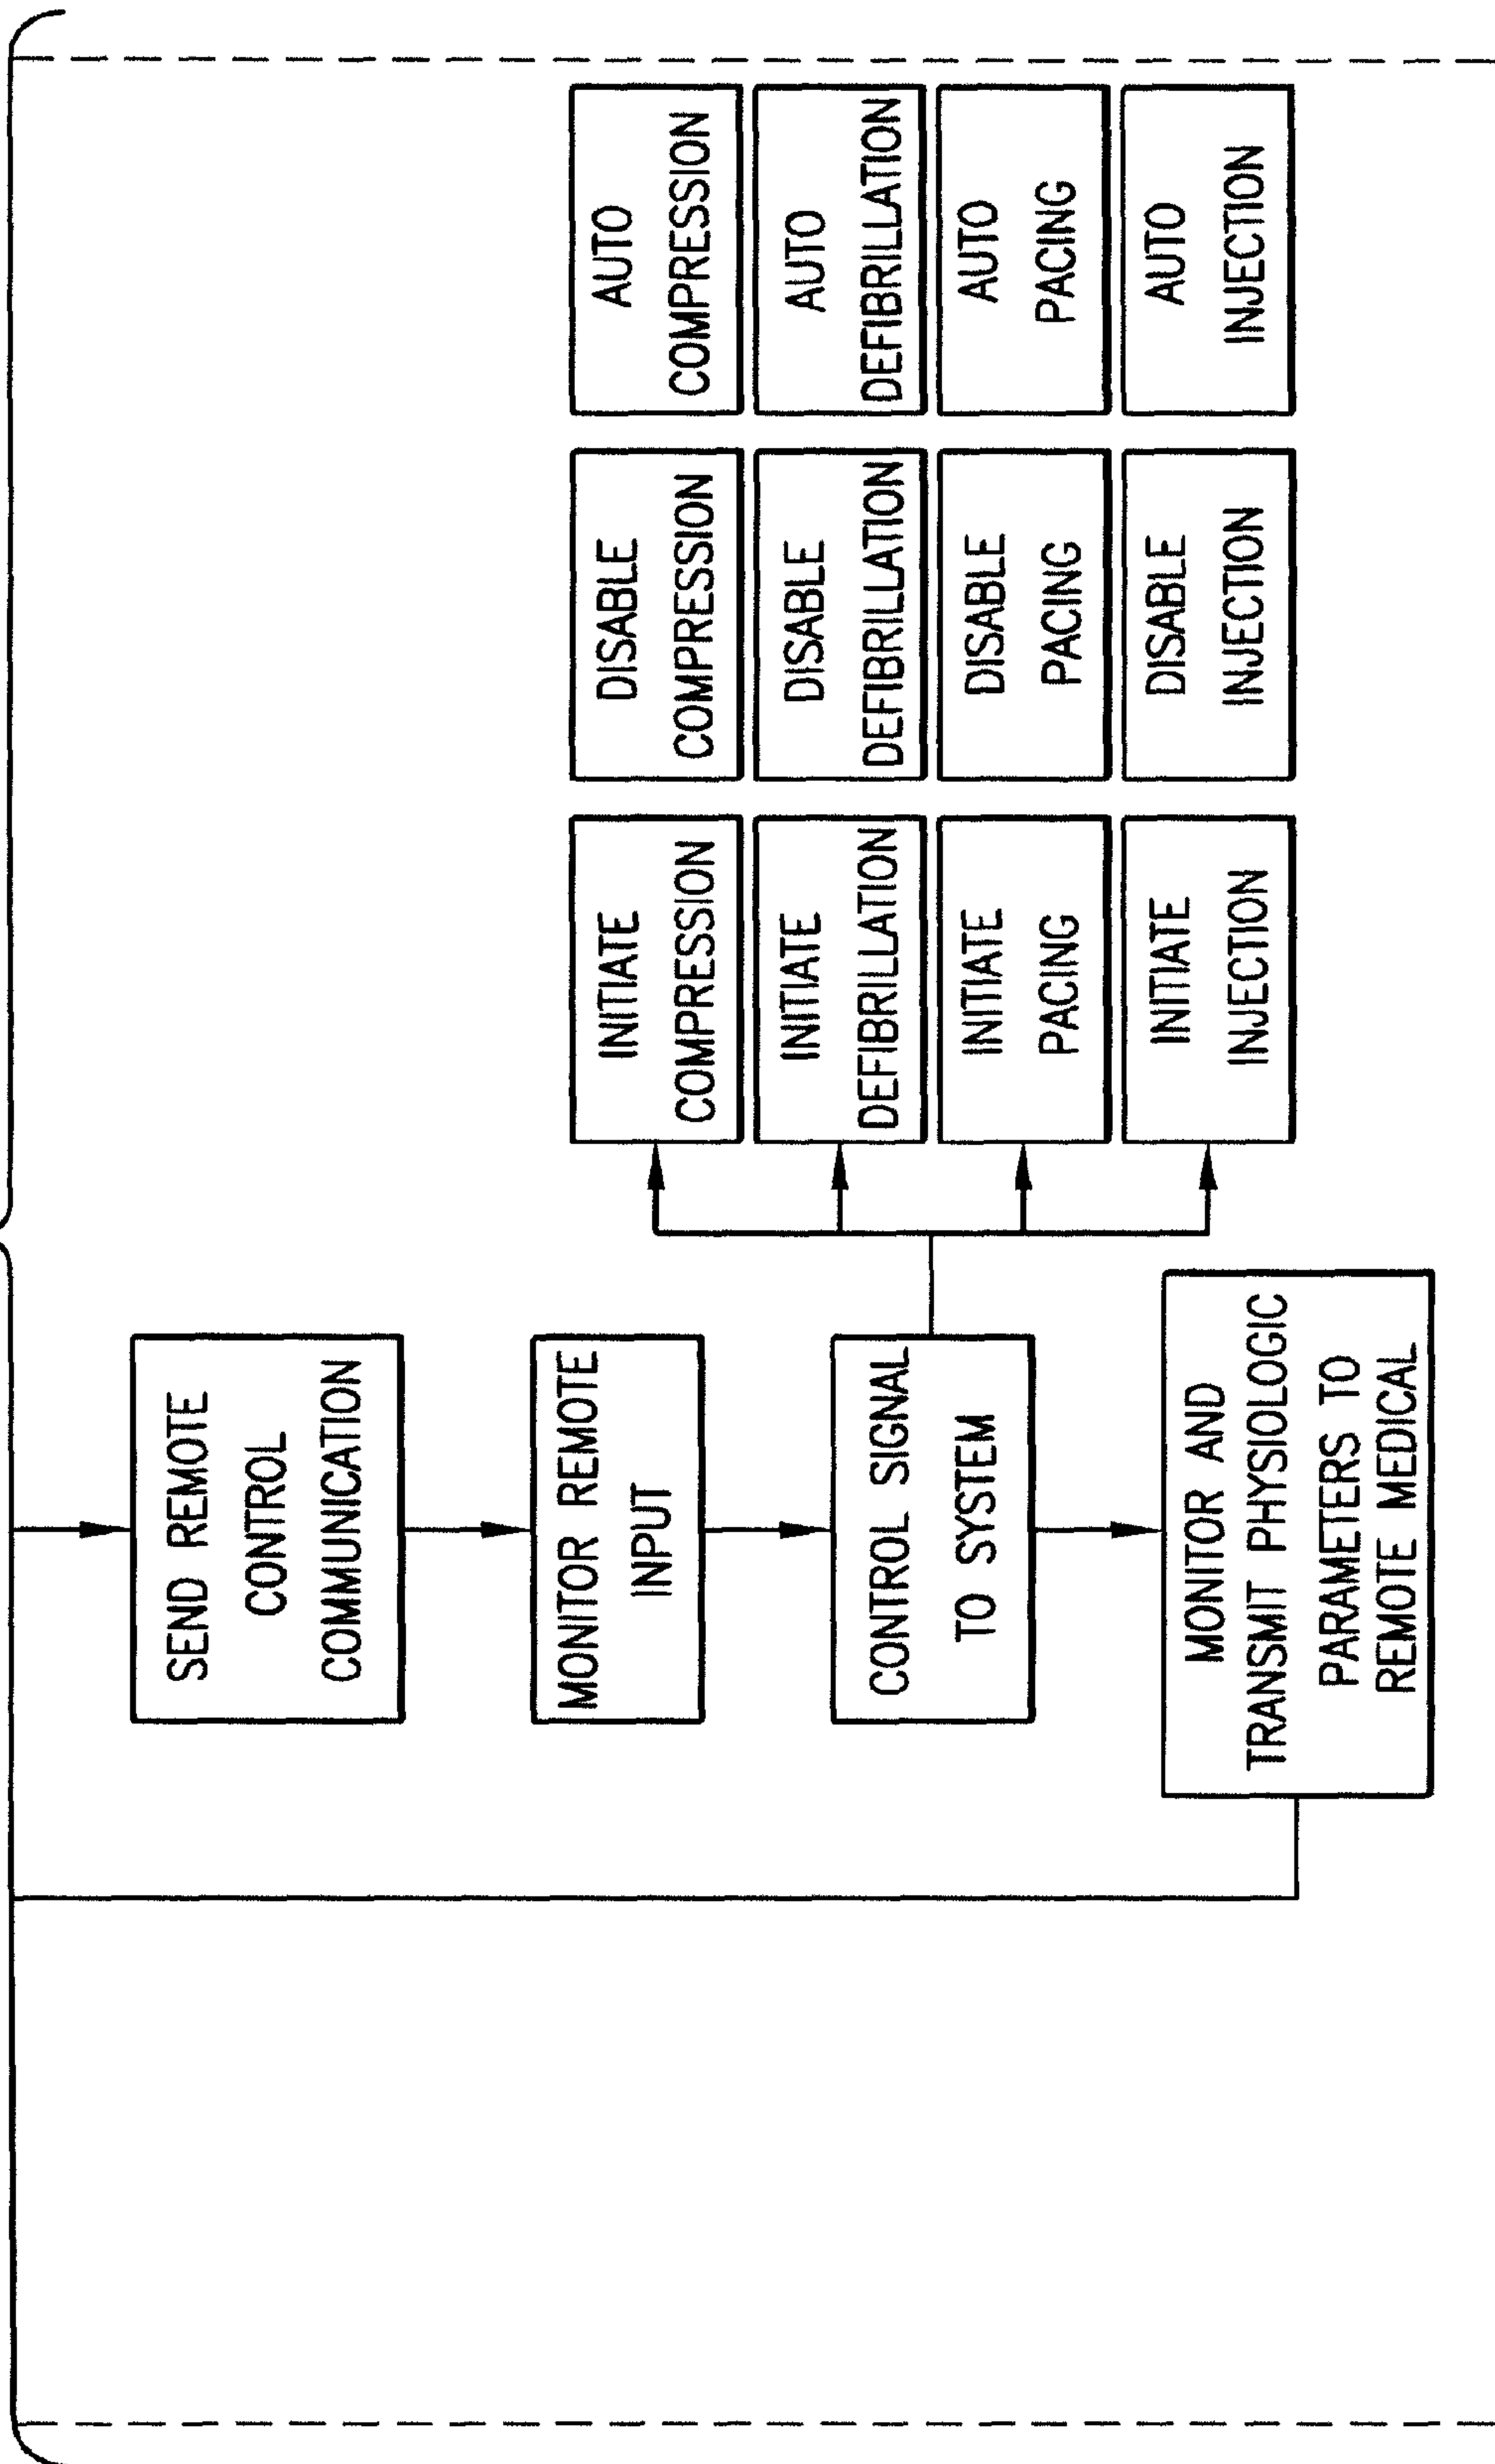 SEND REMOTE
CONTROL
COMMUNICATION
MONITOR REMOTE
INPUT
CONTROL SIGNAL
TO SYSTEM
MONITOR AND
TRANSMIT PHYSIOLOGIC
PARAMETERS TO
REMOTE MEDICAL
INITIATE
COMPRESSION
DISABLE
COMPRESSION
AUTO
COMPRESSION
INITIATE
DEFIBRILLATION
DISABLE
DEFIBRILLATION
AUTO
DEFIBRILLATION
INITIATE
PACING
DISABLE
PACING
AUTO
PACING
INITIATE
INJECTION
DISABLE
INJECTION
AUTO
INJECTION